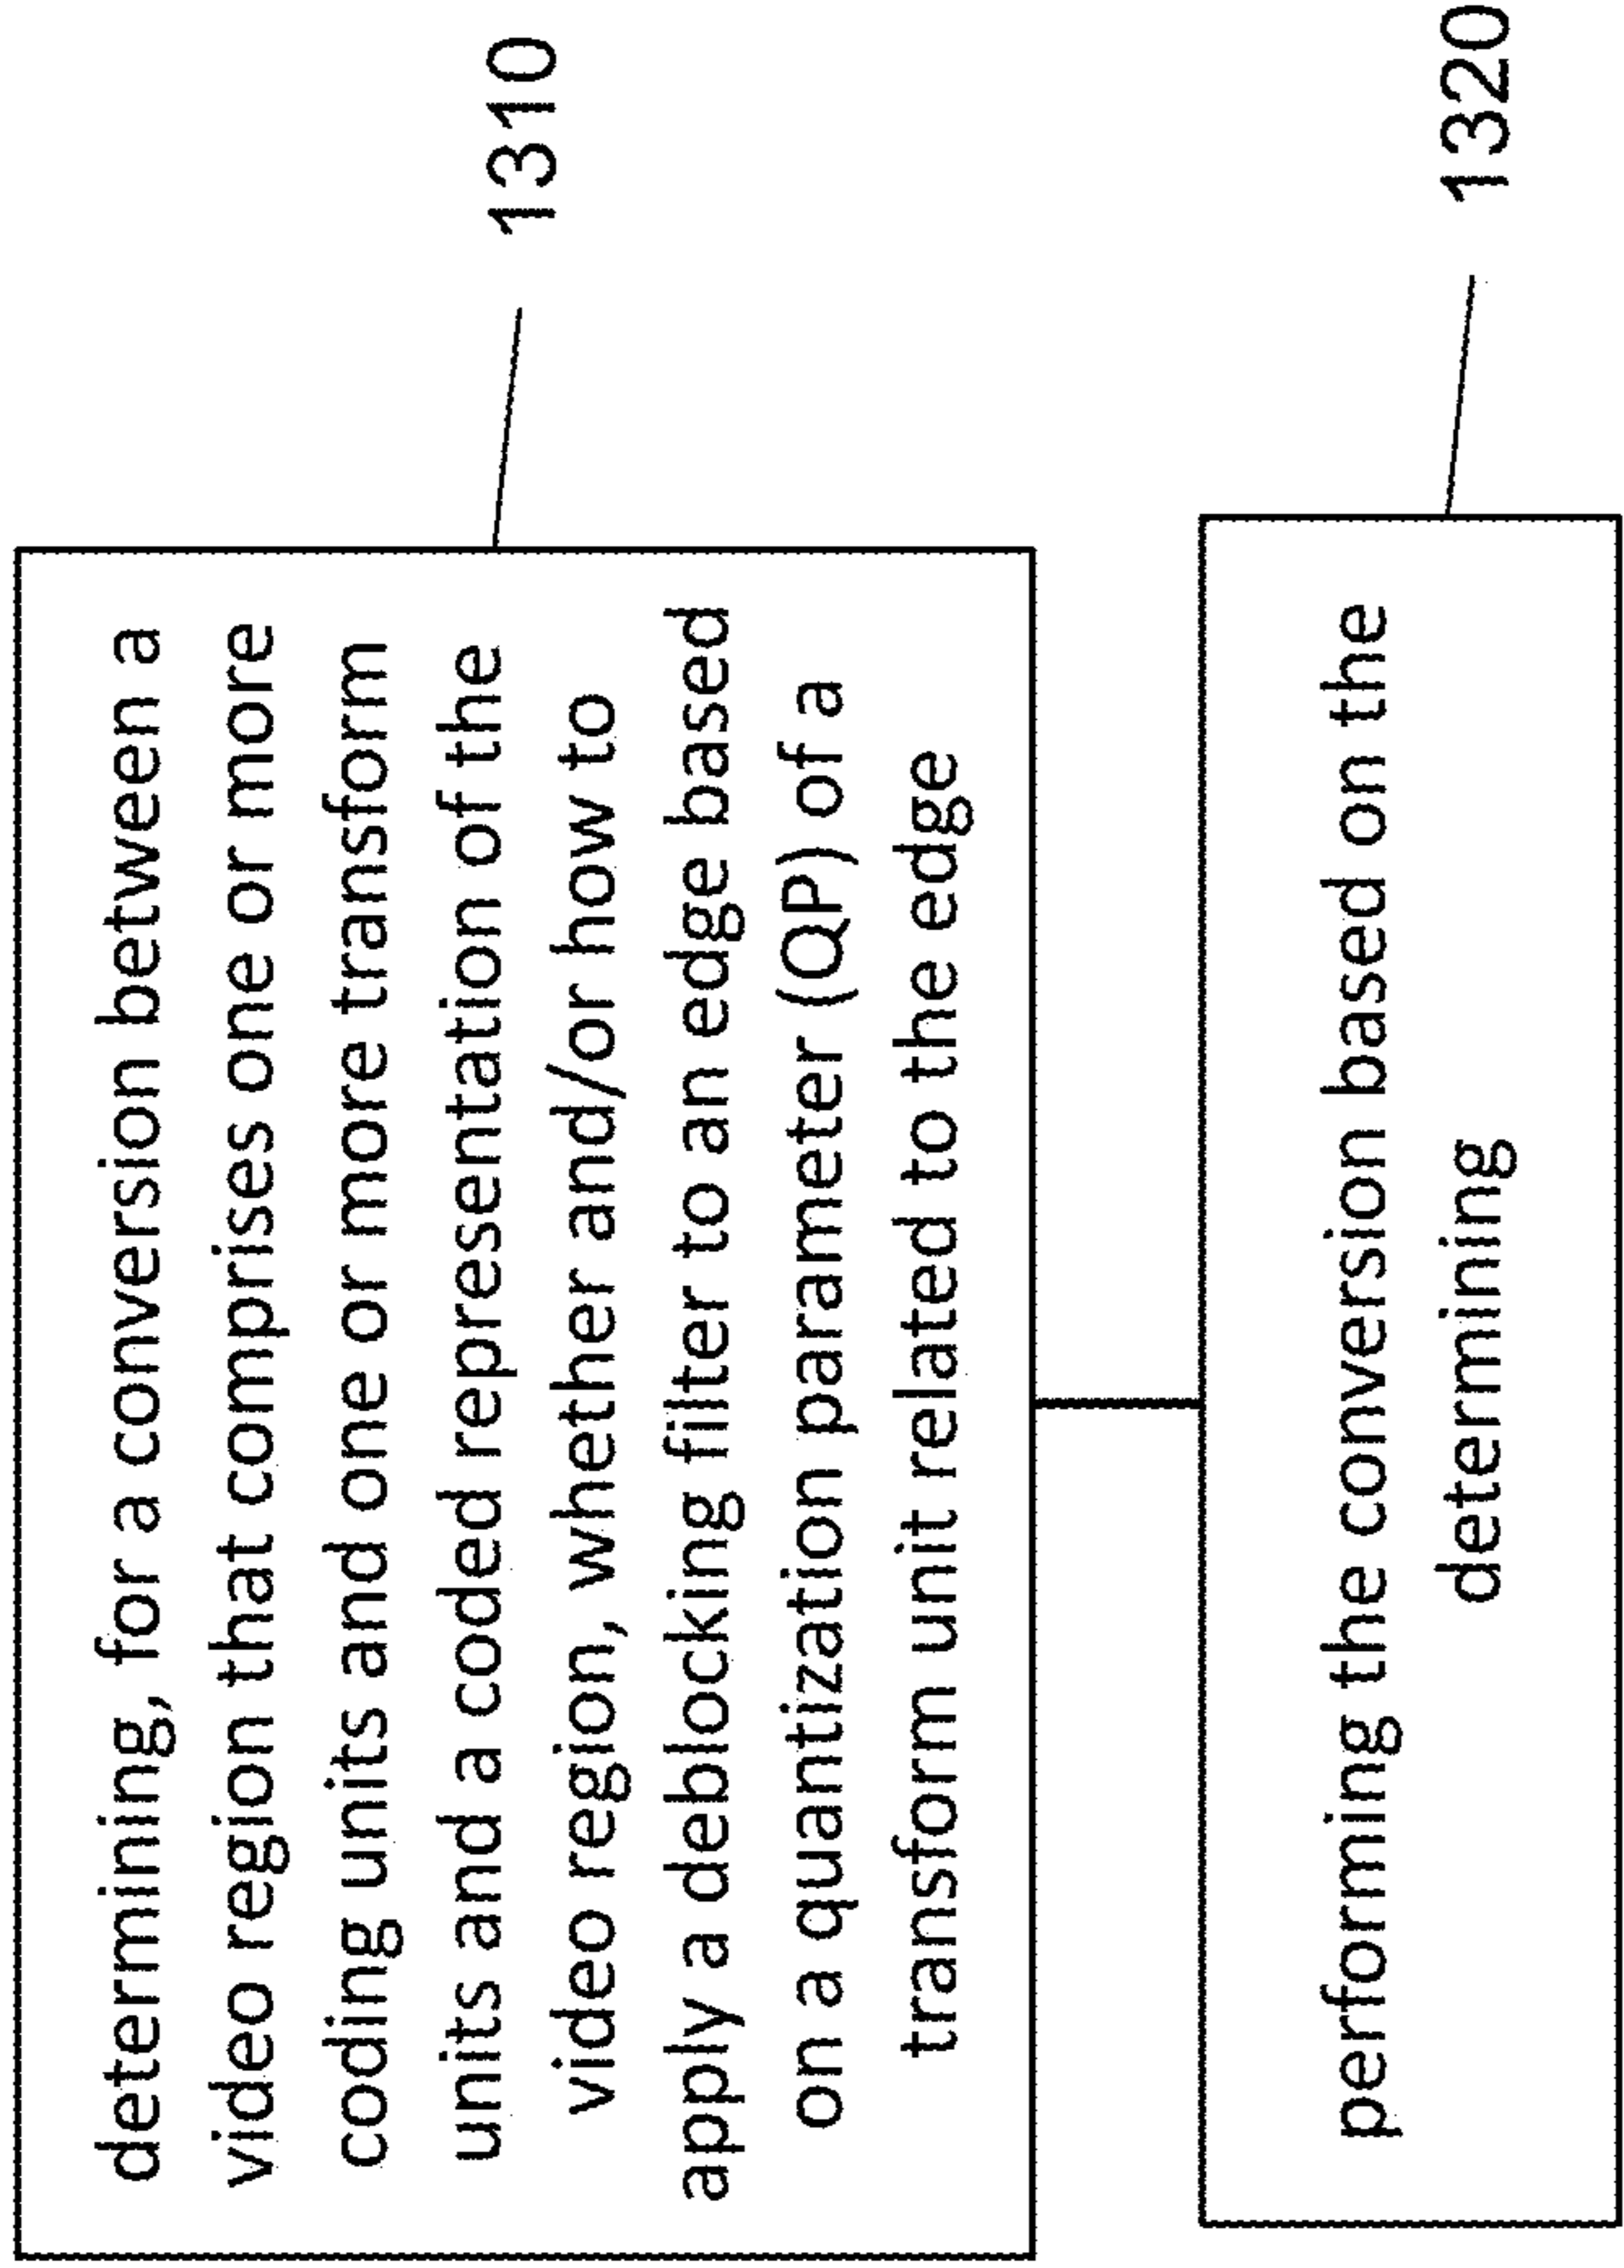 determining, for a conversion between a
video region that comprises one or more
coding units and one or more transform
units and a coded representation of the
video region, whether and/or how to
apply a deblocking filter to an edge based
on a quantization parameter (QP) of a
transform unit related to the edge
1310
performing the conversion based on the
determining
1320